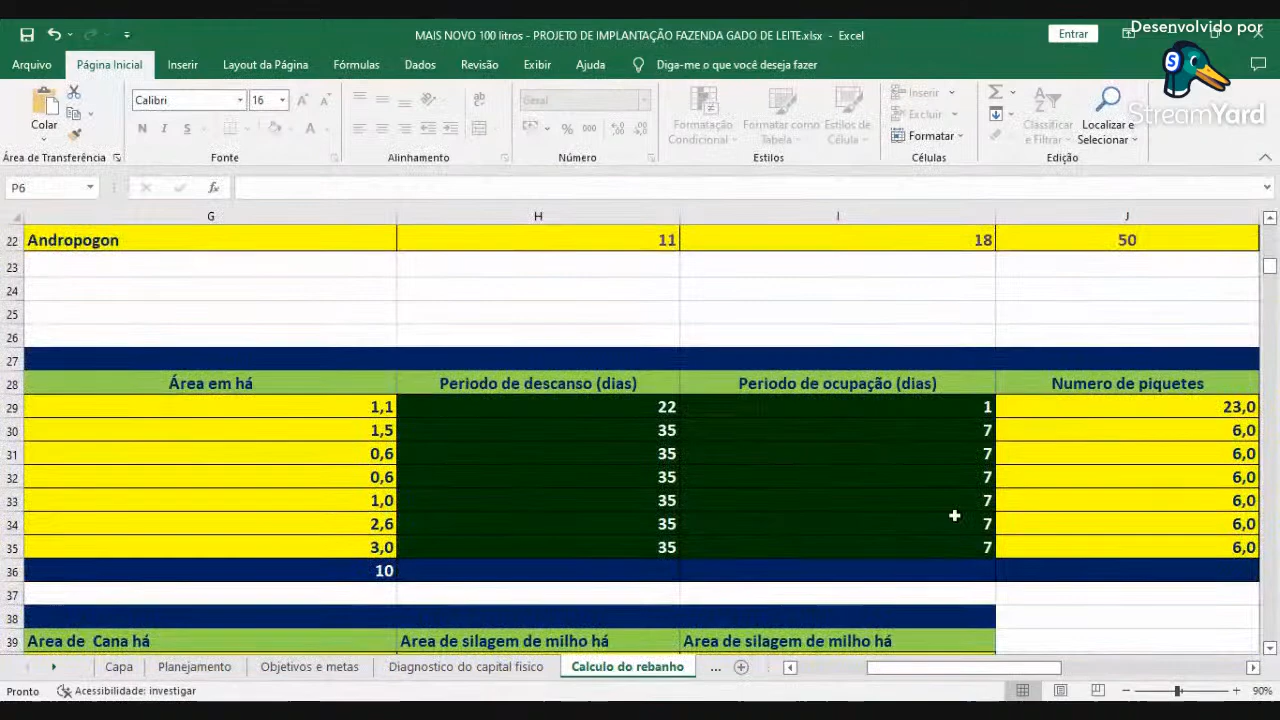 Desenvolvido por
StreamYard
MAIS NOVO 100 litros - PROJETO DE IMPLANTAÇÃO FAZENDA GADO DE LEITE.xlsx - Excel
Entrar
Arquivo Página Inicial Inserir Layout da Página Fórmulas Dados Revisão Exibir Ajuda Diga-me o que você deseja fazer
Colar
Calibri 16
N I S
Geral
% 000
Formatação Condicional
Formatar como Tabela
Estilos de Célula
Inserir
Excluir
Formatar
Classificar e Filtrar
Localizar e Selecionar
Área de Transferência Fonte Alinhamento Número Estilos Células Edição
P6 fx
G H I J
22 Andropogon 11 18 50
23
24
25
26
27
28 Área em há Periodo de descanso (dias) Periodo de ocupação (dias) Numero de piquetes
29 1,1 22 1 23,0
30 1,5 35 7 6,0
31 0,6 35 7 6,0
32 0,6 35 7 6,0
33 1,0 35 7 6,0
34 2,6 35 7 6,0
35 3,0 35 7 6,0
36 10
37
38
39 Area de Cana há Area de silagem de milho há Area de silagem de milho há
Capa Planejamento Objetivos e metas Diagnostico do capital fisico Calculo do rebanho ...
Pronto Acessibilidade: investigar 90%